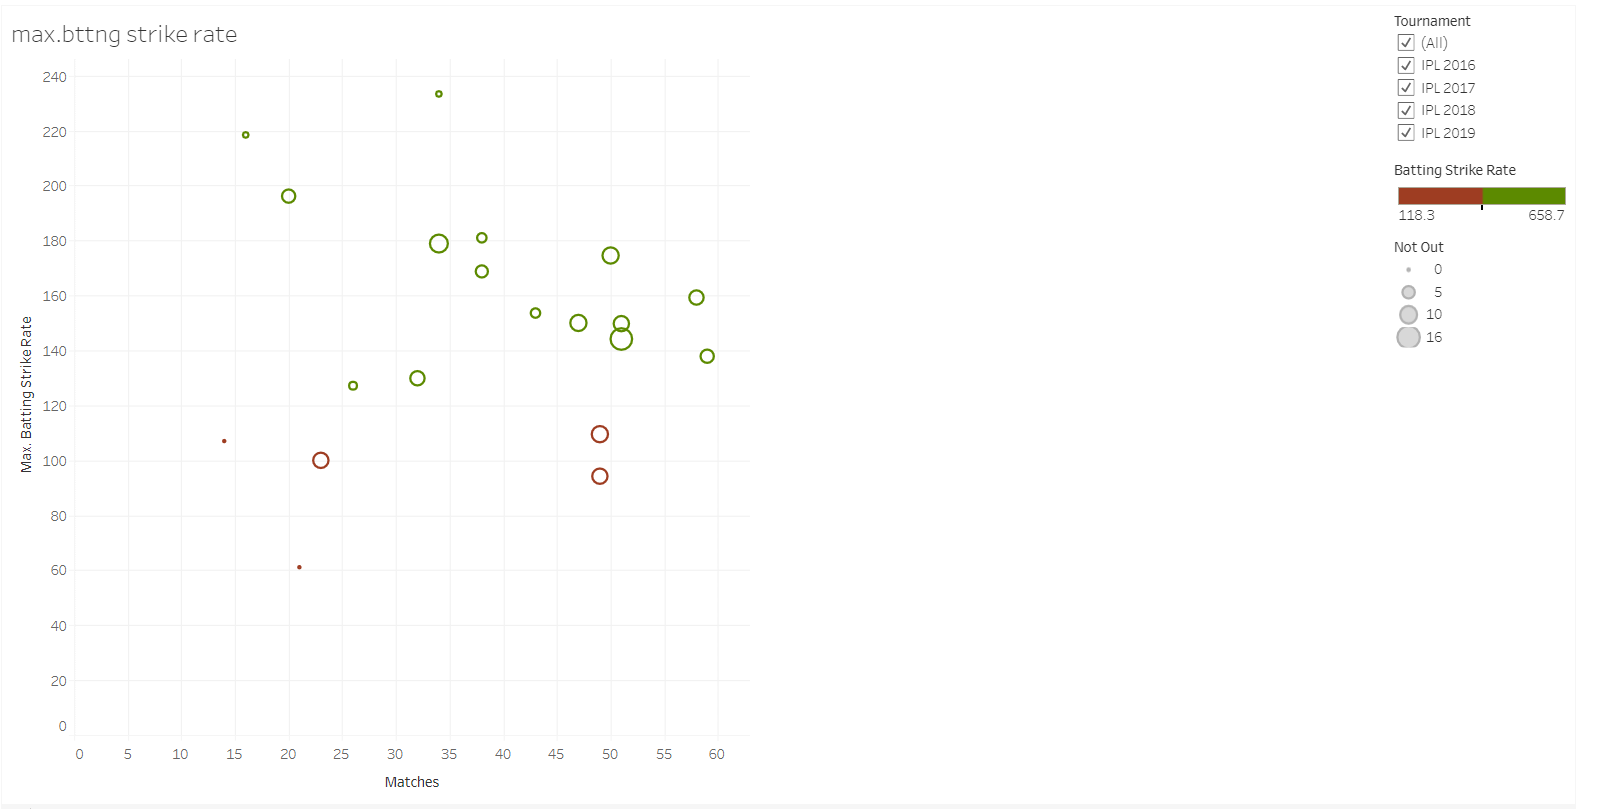 max.bttng strike rate
240
220
200
180
160
140
120
100
80
60
40
20
0
Max. Batting Strike Rate
0 5 10 15 20 25 30 35 40 45 50 55 60
Matches
Tournament
(All)
IPL 2016
IPL 2017
IPL 2018
IPL 2019
Batting Strike Rate
118.3 658.7
Not Out
0
5
10
16